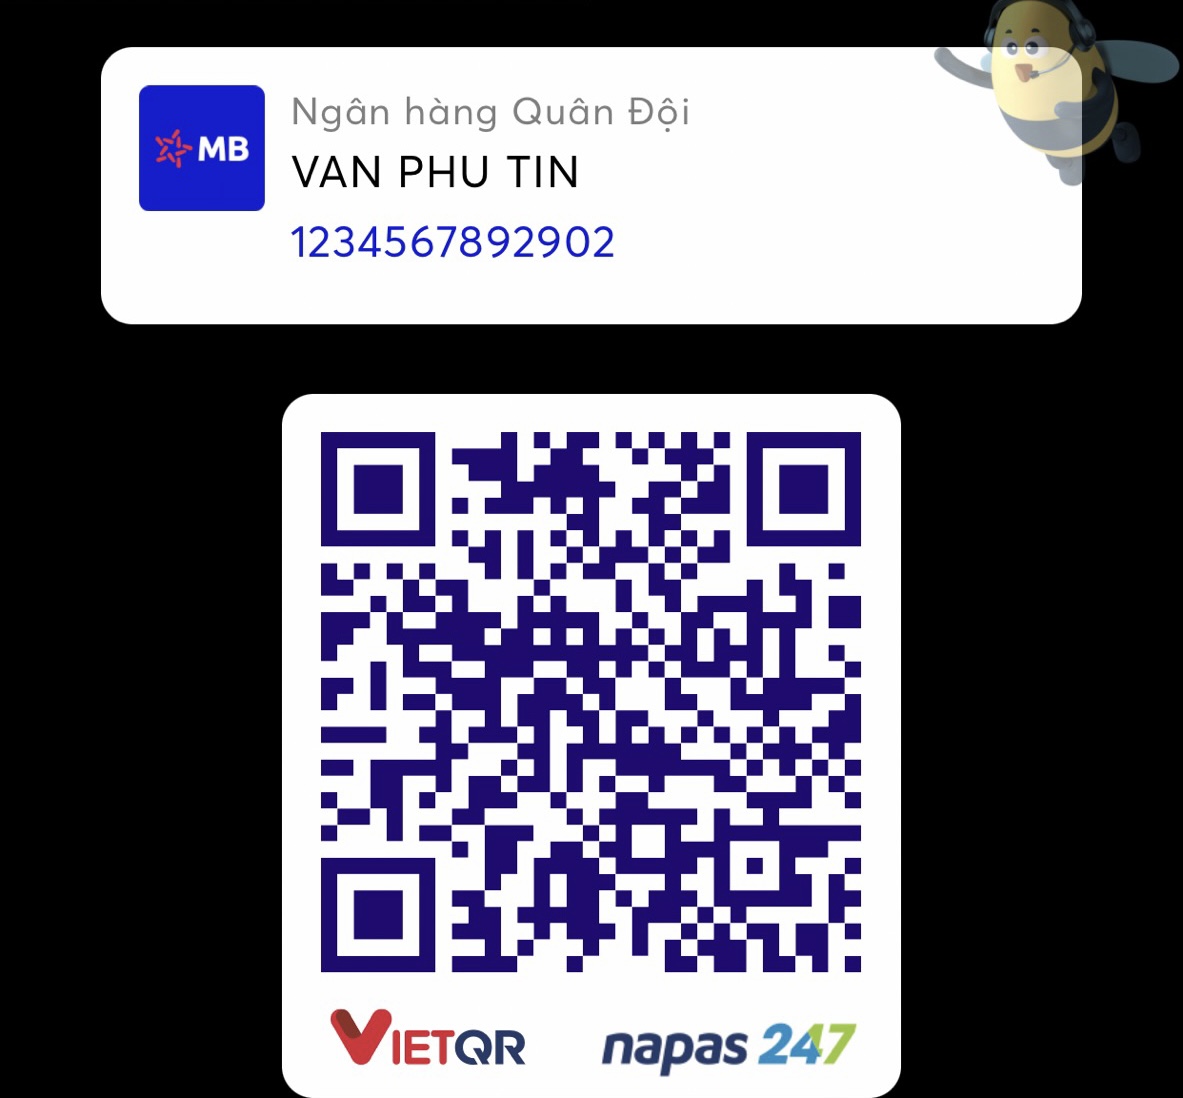 MB
Ngân hàng Quân Đội
VAN PHU TIN
1234567892902
VIETQR
napas 247